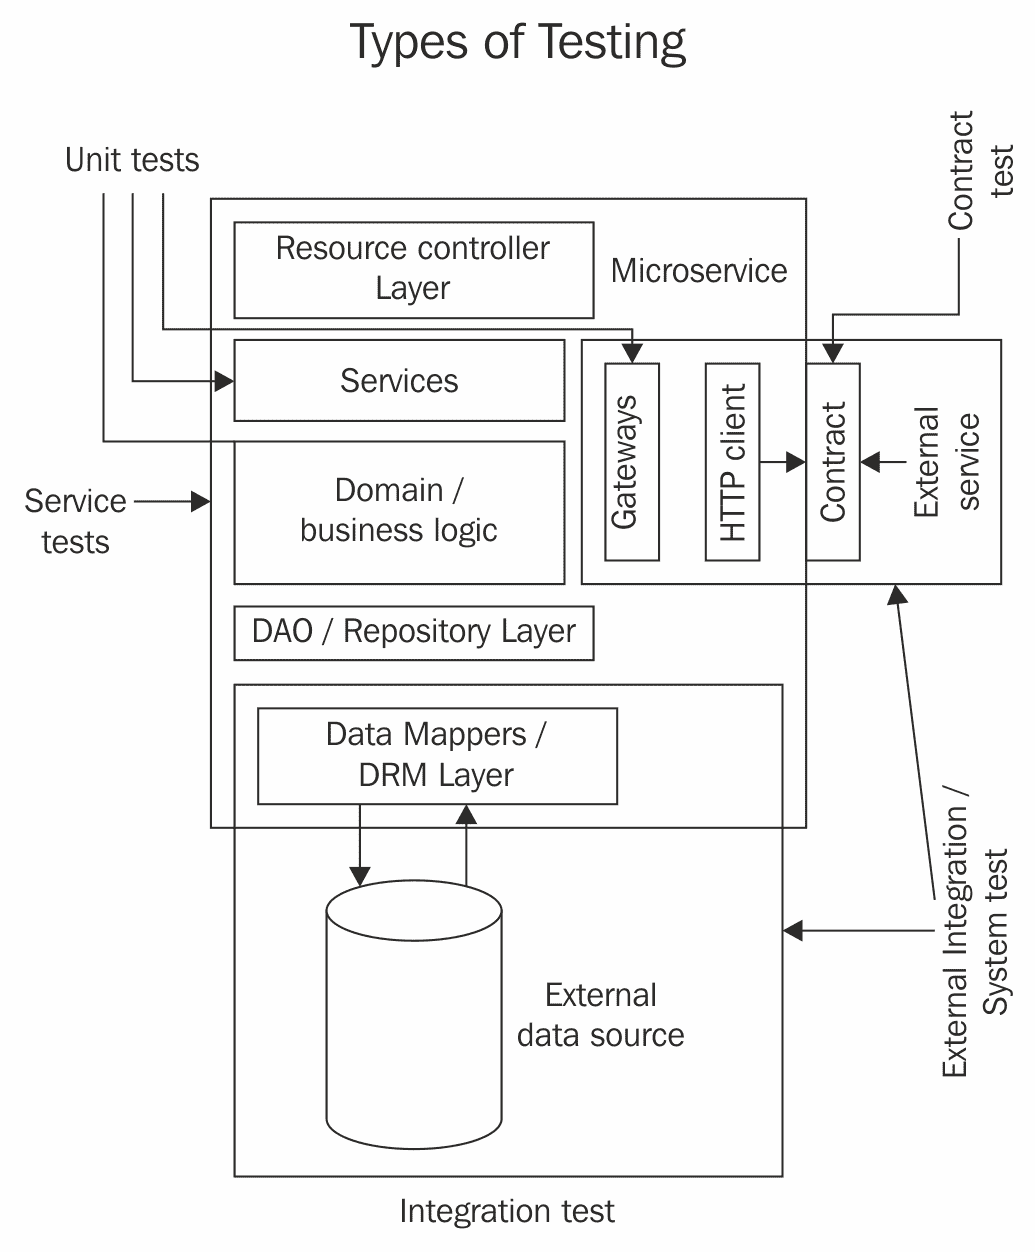 Types of Testing
Unit tests
Contract
test
Resource controller
Layer
Microservice
Services
Gateways
HTTP client
Contract
External
service
Domain /
business logic
Service
tests
DAO / Repository Layer
Data Mappers /
DRM Layer
External Integration /
System test
External
data source
Integration test